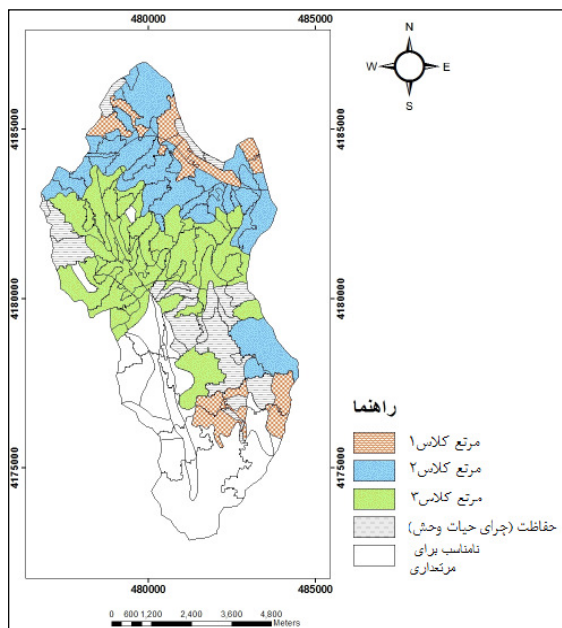 480000 485000
N
W E
S
4185000 4185000
4180000 4180000
4175000 4175000
راهنما
مرتع کلاس۱
مرتع کلاس۲
مرتع کلاس۳
حفاظت (چرای حیات وحش)
نامناسب برای
مرتعداری
480000 485000
0 600 1,200 2,400 3,600 4,800
Meters